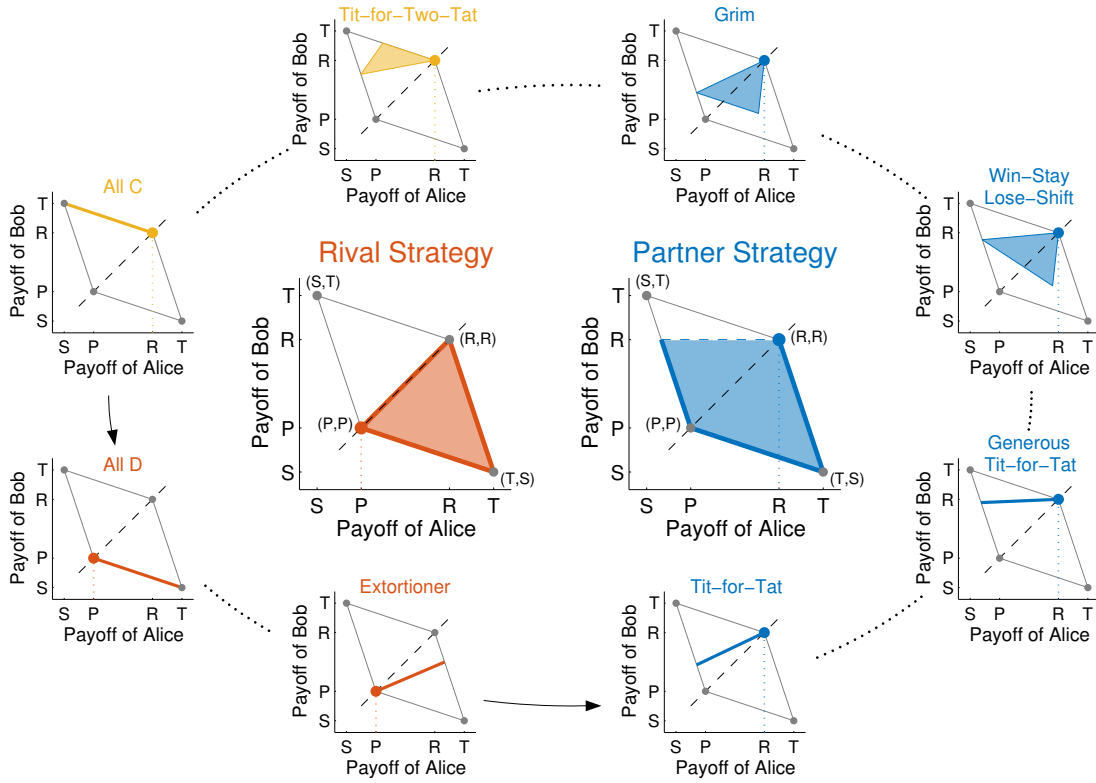 Tit−for−Two−Tat
T
R
P
S
Payoff of Bob
S P R T
Payoff of Alice
Grim
T
R
P
S
Payoff of Bob
S P R T
Payoff of Alice
All C
T
R
P
S
Payoff of Bob
S P R T
Payoff of Alice
Win−Stay
Lose−Shift
T
R
P
S
Payoff of Bob
S P R T
Payoff of Alice
Rival Strategy
T
R
P
S
Payoff of Bob
(S,T)
(R,R)
(P,P)
(T,S)
S P R T
Payoff of Alice
Partner Strategy
T
R
P
S
Payoff of Bob
(S,T)
(R,R)
(P,P)
(T,S)
S P R T
Payoff of Alice
All D
T
R
P
S
Payoff of Bob
S P R T
Payoff of Alice
Generous
Tit−for−Tat
T
R
P
S
Payoff of Bob
S P R T
Payoff of Alice
Extortioner
T
R
P
S
Payoff of Bob
S P R T
Payoff of Alice
Tit−for−Tat
T
R
P
S
Payoff of Bob
S P R T
Payoff of Alice